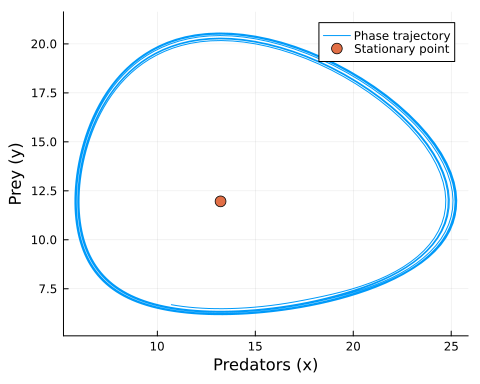 Phase trajectory
Stationary point
20.0
17.5
15.0
12.5
10.0
7.5
Prey (y)
10
15
20
25
Predators (x)